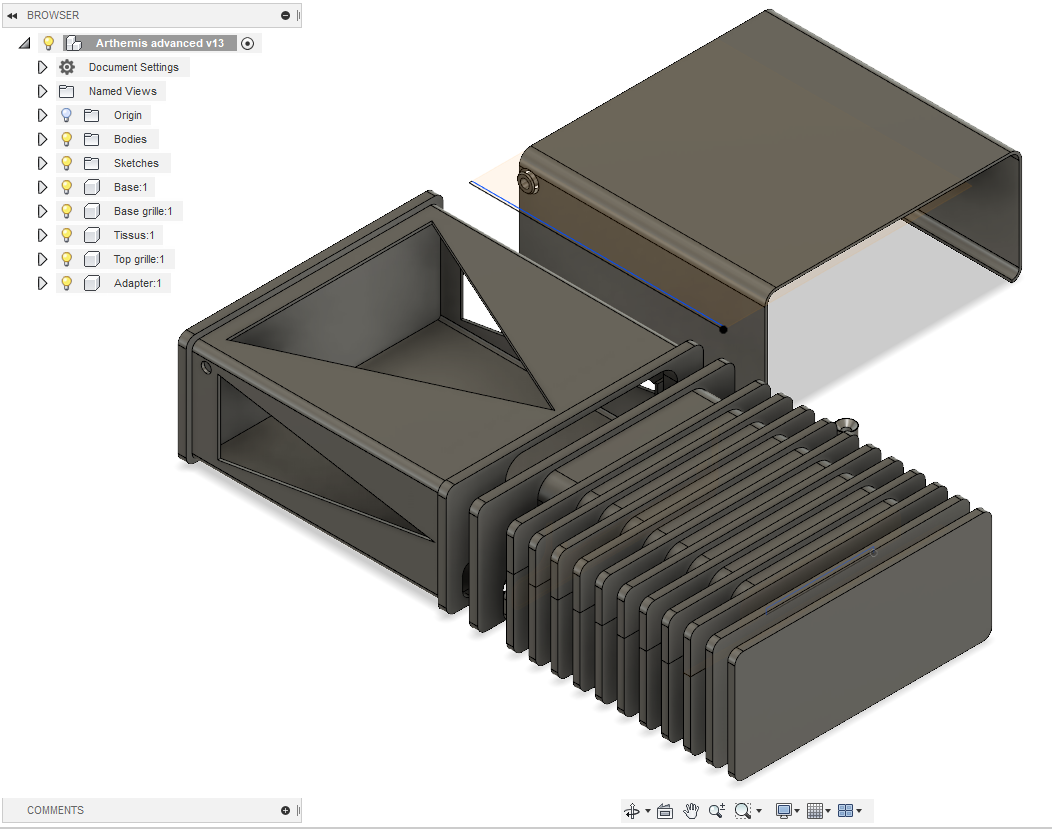 BROWSER
Arthemis advanced v13
Document Settings
Named Views
Origin
Bodies
Sketches
Base:1
Base grille:1
Tissus:1
Top grille:1
Adapter:1
COMMENTS